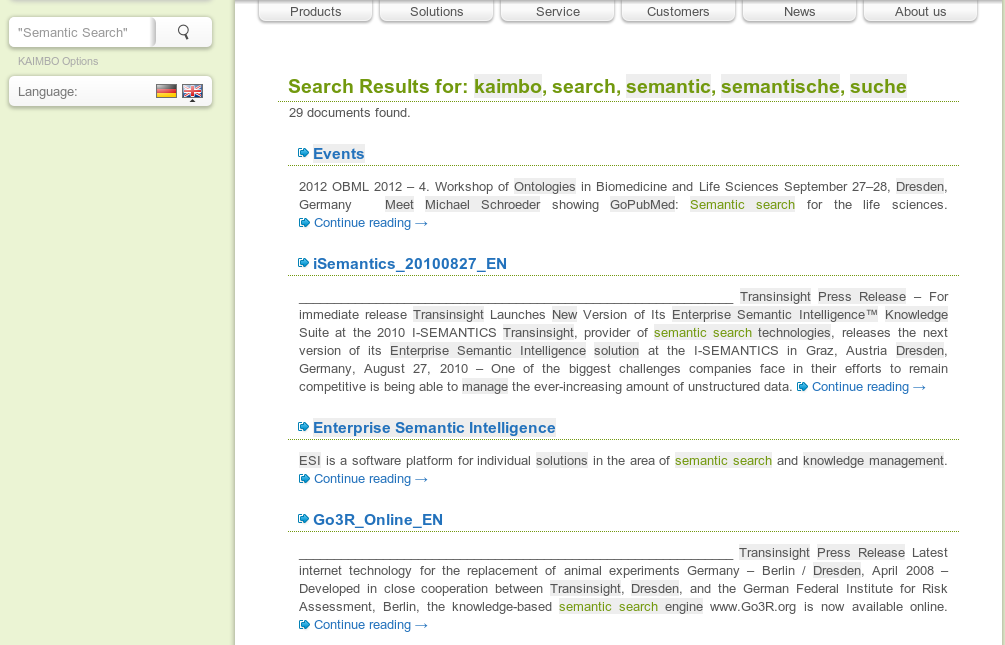 Products
Solutions
Service
Customers
News
About us
"Semantic Search"
KAIMBO Options
Language:
Search Results for: kaimbo, search, semantic, semantische, suche
29 documents found.
Events
2012 OBML 2012 – 4. Workshop of Ontologies in Biomedicine and Life Sciences September 27–28, Dresden,
Germany Meet Michael Schroeder showing GoPubMed: Semantic search for the life sciences.
Continue reading →
iSemantics_20100827_EN
____________________________________________________________ Transinsight Press Release – For
immediate release Transinsight Launches New Version of Its Enterprise Semantic Intelligence™ Knowledge
Suite at the 2010 I-SEMANTICS Transinsight, provider of semantic search technologies, releases the next
version of its Enterprise Semantic Intelligence solution at the I-SEMANTICS in Graz, Austria Dresden,
Germany, August 27, 2010 – One of the biggest challenges companies face in their efforts to remain
competitive is being able to manage the ever-increasing amount of unstructured data. Continue reading →
Enterprise Semantic Intelligence
ESI is a software platform for individual solutions in the area of semantic search and knowledge management.
Continue reading →
Go3R_Online_EN
____________________________________________________________ Transinsight Press Release Latest
internet technology for the replacement of animal experiments Germany – Berlin / Dresden, April 2008 –
Developed in close cooperation between Transinsight, Dresden, and the German Federal Institute for Risk
Assessment, Berlin, the knowledge-based semantic search engine www.Go3R.org is now available online.
Continue reading →